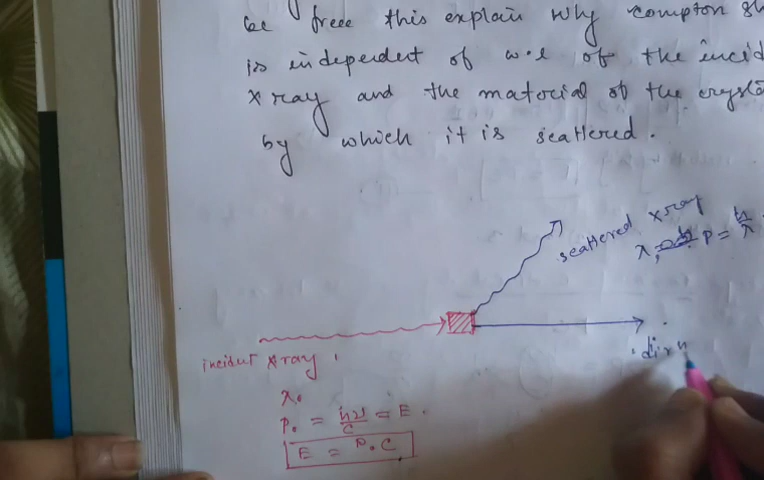 be free this explain why compton sh
is independent of w.l of the incid
x ray and the material of the crysta
by which it is scattered.
scattered x ray
λ, p = h/λ
incident x ray.
dirn
λ₀
P₀ = hν/c = E.
E = P₀C